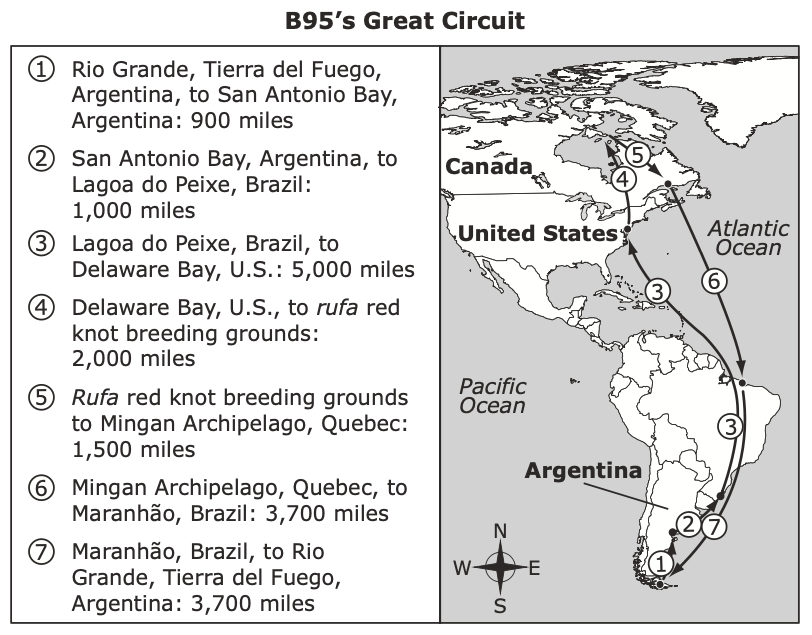 B95's Great Circuit
1 Rio Grande, Tierra del Fuego,
Argentina, to San Antonio Bay,
Argentina: 900 miles
2 San Antonio Bay, Argentina, to
Lagoa do Peixe, Brazil:
1,000 miles
3 Lagoa do Peixe, Brazil, to
Delaware Bay, U.S.: 5,000 miles
4 Delaware Bay, U.S., to rufa red
knot breeding grounds:
2,000 miles
5 Rufa red knot breeding grounds
to Mingan Archipelago, Quebec:
1,500 miles
6 Mingan Archipelago, Quebec, to
Maranhão, Brazil: 3,700 miles
7 Maranhão, Brazil, to Rio
Grande, Tierra del Fuego,
Argentina: 3,700 miles
5
Canada
4
United States
Atlantic
Ocean
6
3
Pacific
Ocean
3
Argentina
2
7
1
N
W
E
S